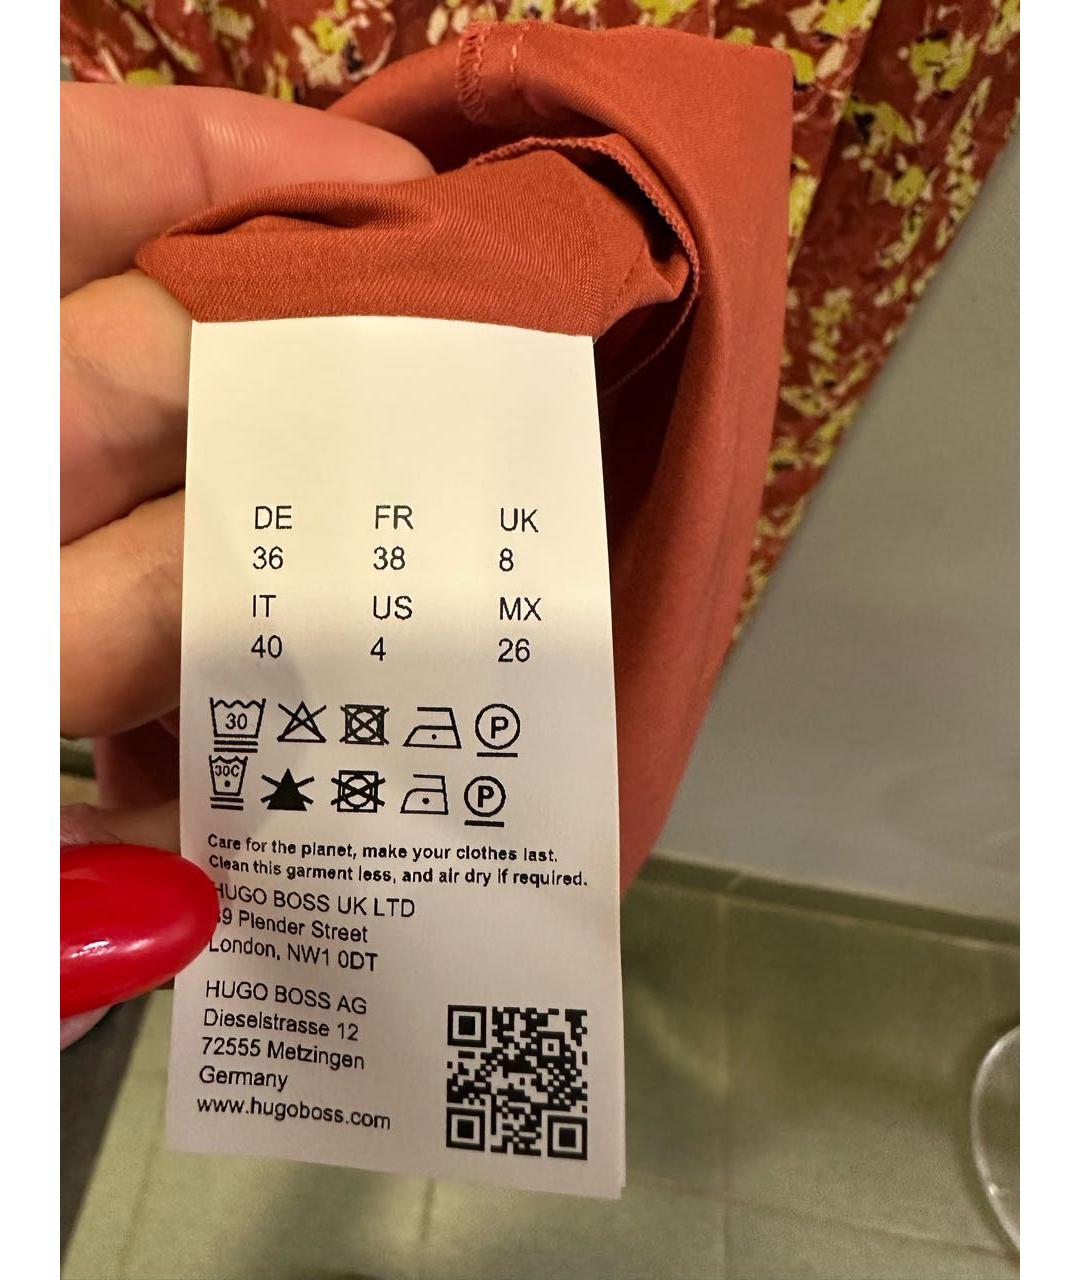 DE FR UK
36 38 8
IT US MX
40 4 26
30 P
30C P
Care for the planet, make your clothes last.
Clean this garment less, and air dry if required.
HUGO BOSS UK LTD
39 Plender Street
London, NW1 0DT
HUGO BOSS AG
Dieselstrasse 12
72555 Metzingen
Germany
www.hugoboss.com